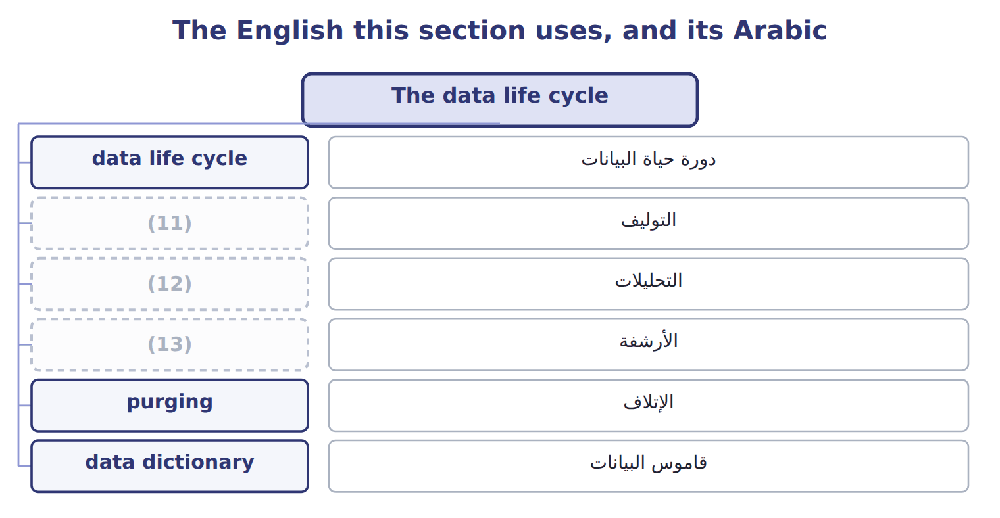 The English this section uses, and its Arabic
The data life cycle
data life cycle
دورة حياة البيانات
(11)
التوليف
(12)
التحليلات
(13)
الأرشفة
purging
الإتلاف
data dictionary
قاموس البيانات